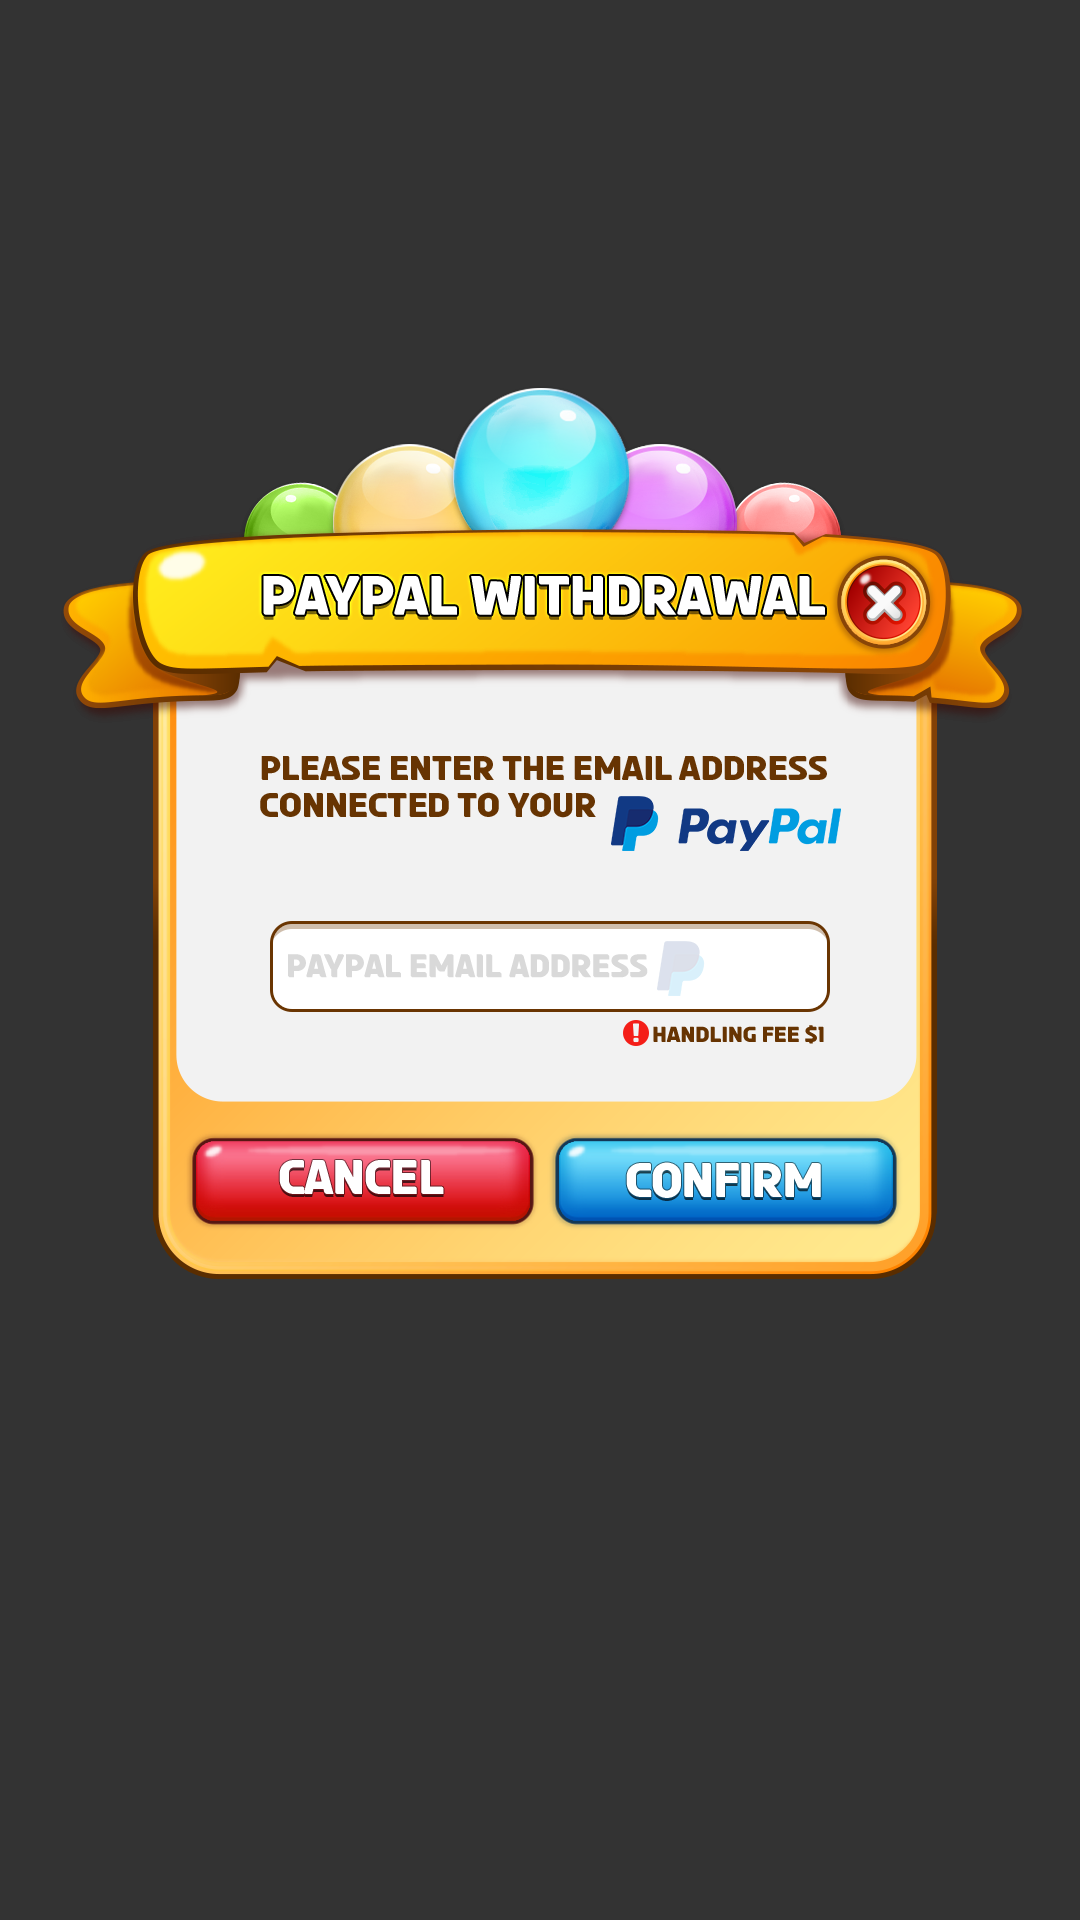 PAYPAL WITHDRAWAL
PLEASE ENTER THE EMAIL ADDRESS
CONNECTED TO YOUR PayPal
PAYPAL EMAIL ADDRESS
HANDLING FEE $1
CANCEL
CONFIRM